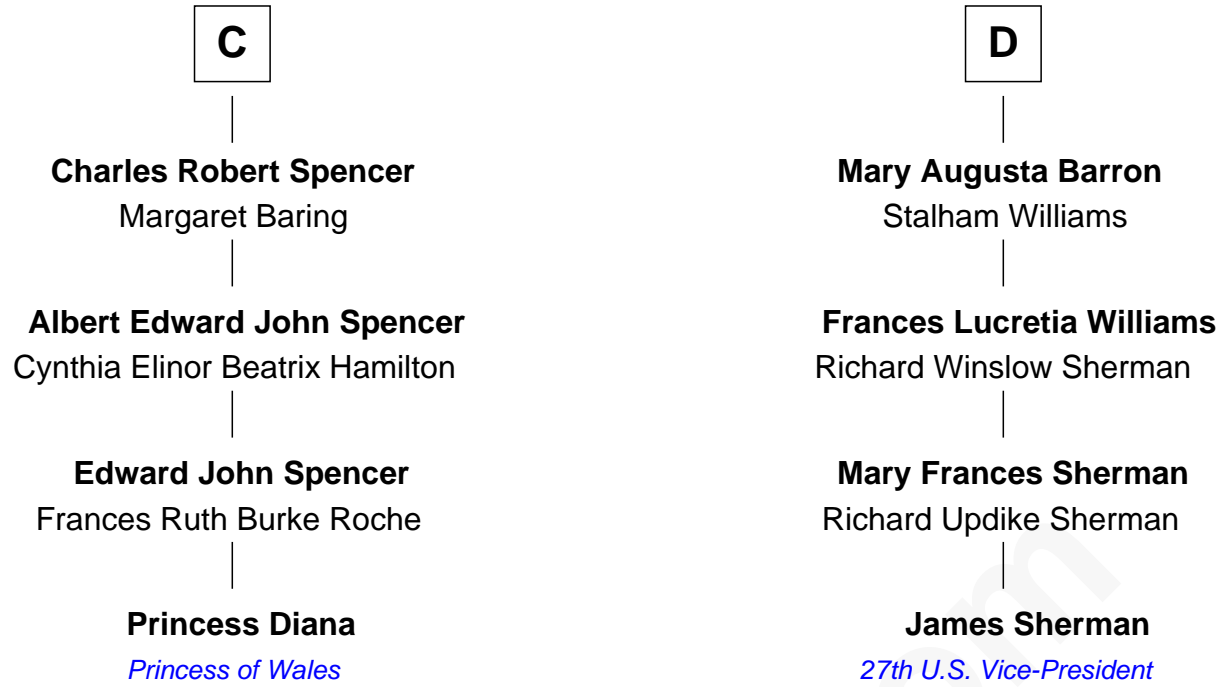 C
Charles Robert Spencer
Margaret Baring
Albert Edward John Spencer
Cynthia Elinor Beatrix Hamilton
Edward John Spencer
Frances Ruth Burke Roche
Princess Diana
Princess of Wales
D
Mary Augusta Barron
Stalham Williams
Frances Lucretia Williams
Richard Winslow Sherman
Mary Frances Sherman
Richard Updike Sherman
James Sherman
27th U.S. Vice-President